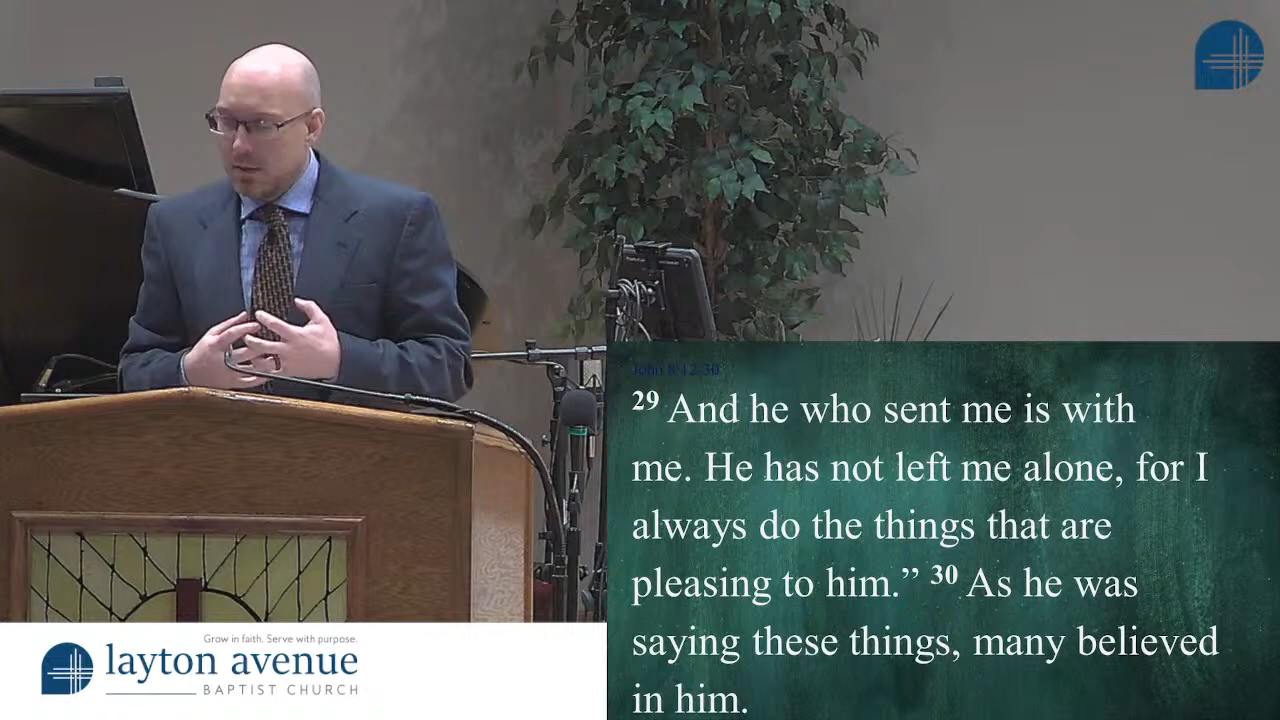 John 8:12-30
29 And he who sent me is with
me. He has not left me alone, for I
always do the things that are
pleasing to him.” 30 As he was
saying these things, many believed
in him.
Grow in faith. Serve with purpose.
layton avenue
BAPTIST CHURCH